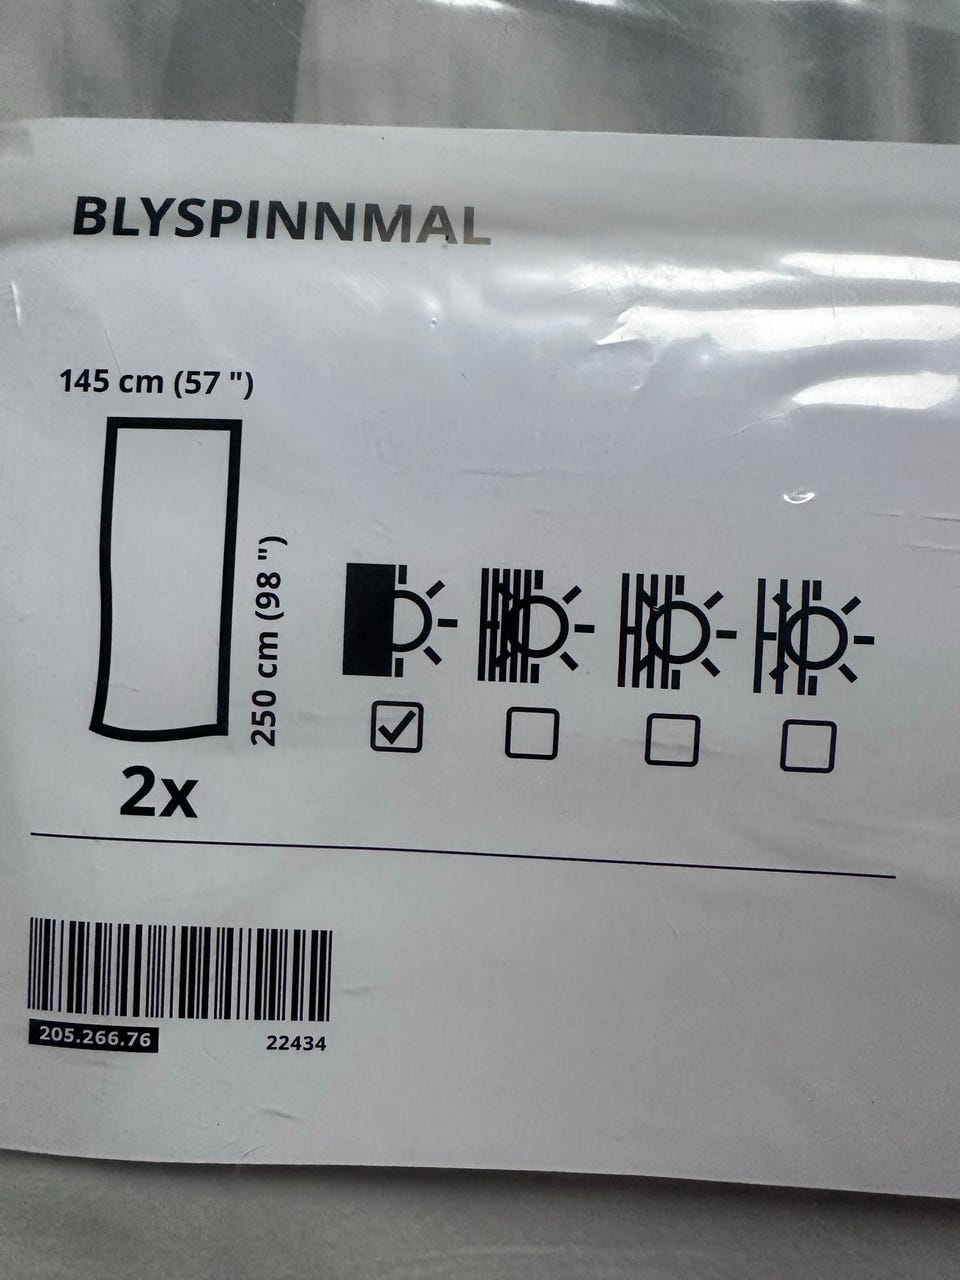 BLYSPINNMAL
145 cm (57 ")
250 cm (98 ")
2x
205.266.76
22434